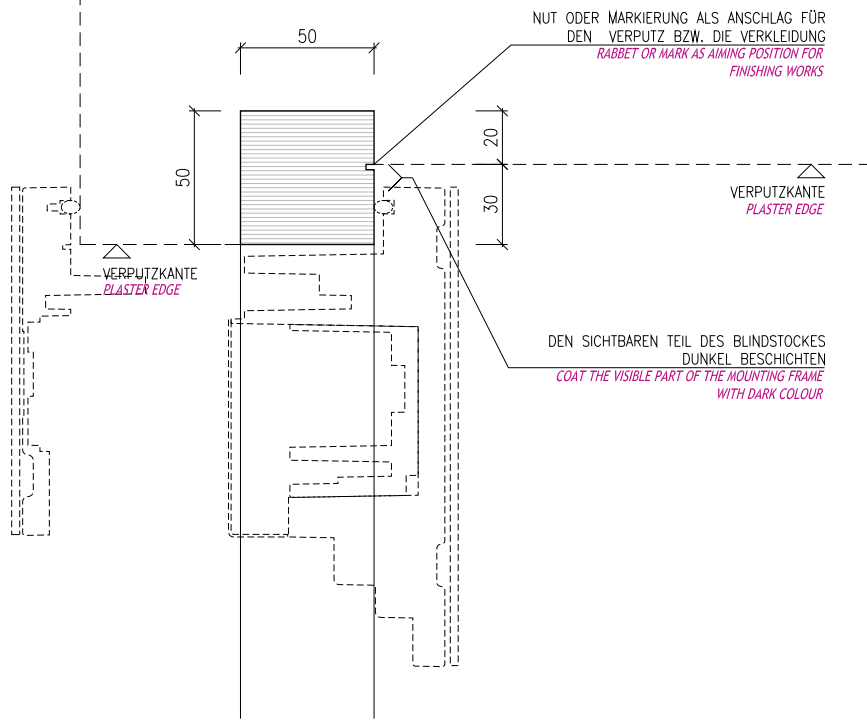 NUT ODER MARKIERUNG ALS ANSCHLAG FÜR
DEN VERPUTZ BZW. DIE VERKLEIDUNG
RABBET OR MARK AS AIMING POSITION FOR
FINISHING WORKS
50
50
20
30
VERPUTZKANTE
PLASTER EDGE
VERPUTZKANTE
PLASTER EDGE
DEN SICHTBAREN TEIL DES BLINDSTOCKES
DUNKEL BESCHICHTEN
COAT THE VISIBLE PART OF THE MOUNTING FRAME
WITH DARK COLOUR